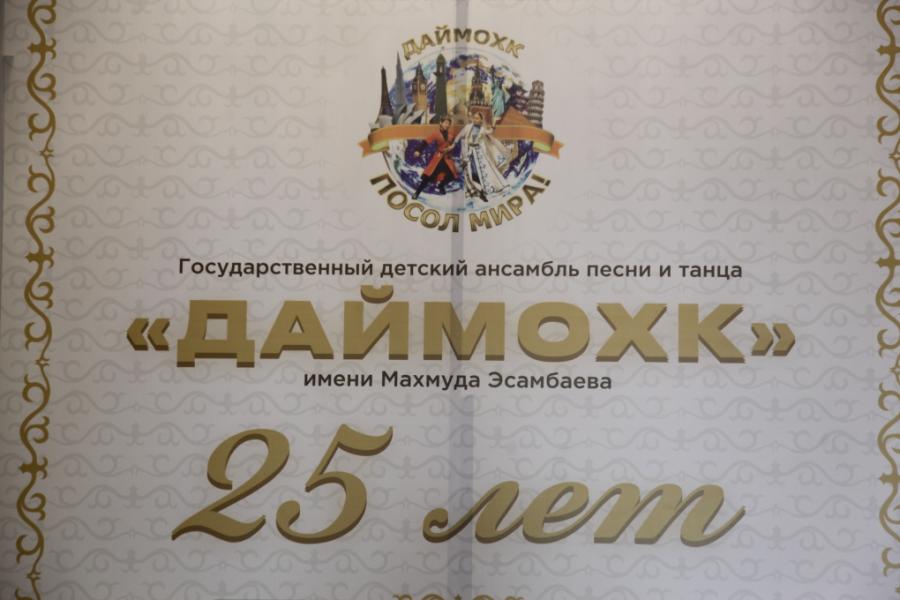 ДАЙМОХК
ПОСОЛ МИРА!
Государственный детский ансамбль песни и танца
«ДАЙМОХК»
имени Махмуда Эсамбаева
25 лет